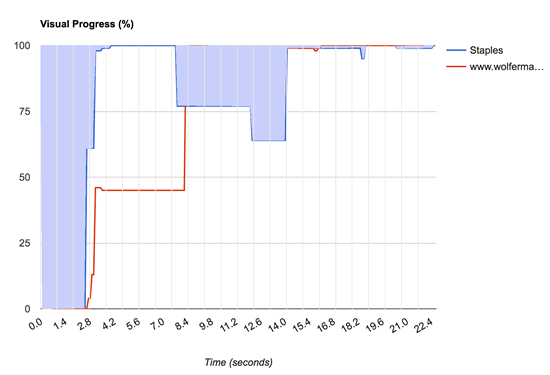 Visual Progress (%)
100
75
50
25
0
Staples
www.wolferma...
0.0 1.4 2.8 4.2 5.6 7.0 8.4 9.8 11.2 12.6 14.0 15.4 16.8 18.2 19.6 21.0 22.4
Time (seconds)